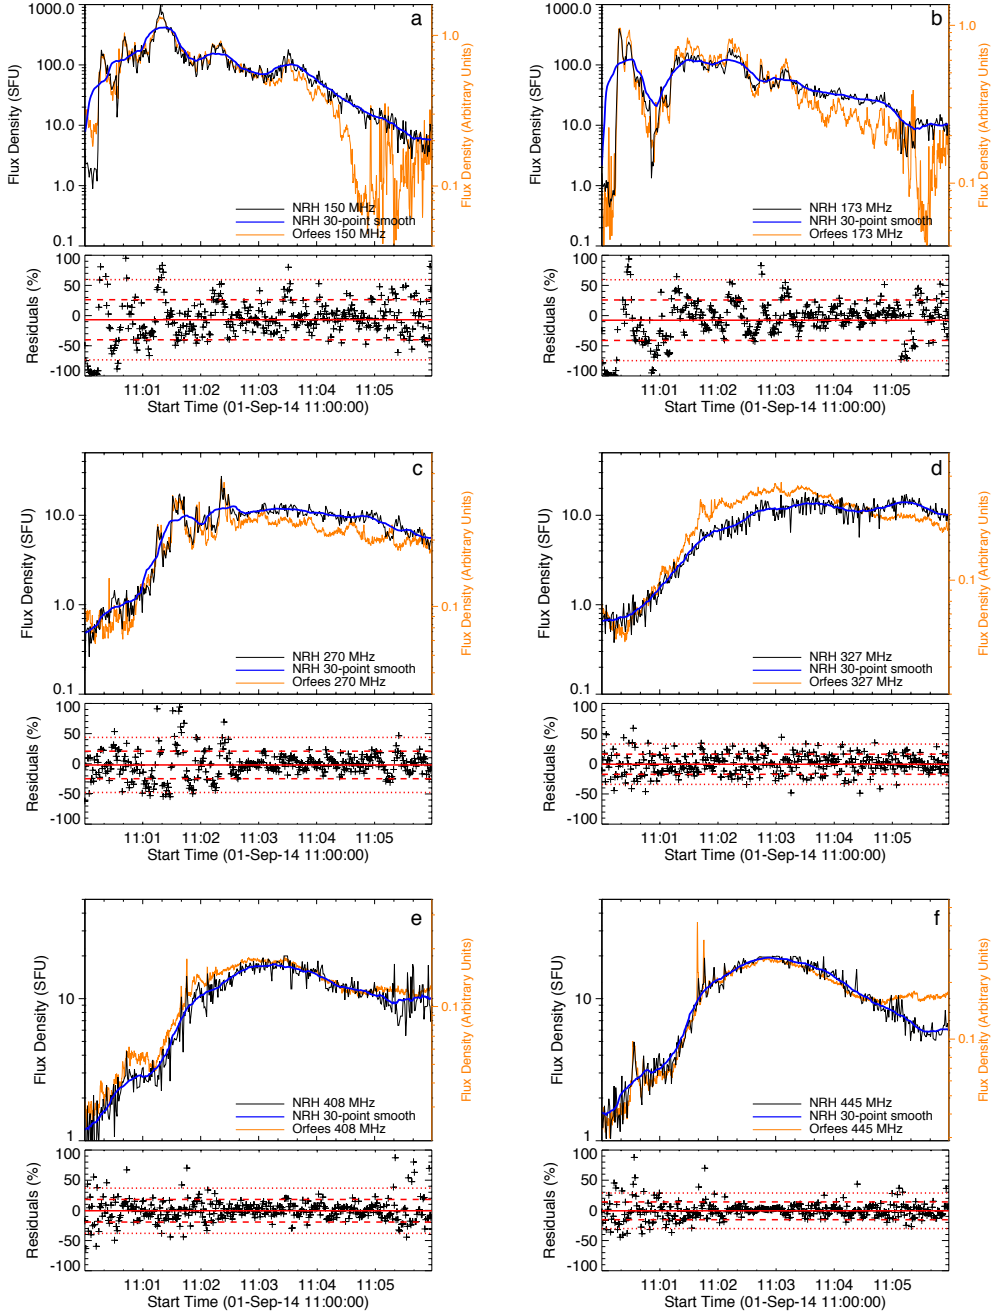 a
1000.0
100.0
10.0
1.0
0.1
Flux Density (SFU)
1.0
0.1
Flux Density (Arbitrary Units)
NRH 150 MHz
NRH 30-point smooth
Orfees 150 MHz
100
50
0
-50
-100
Residuals (%)
11:01 11:02 11:03 11:04 11:05
Start Time (01-Sep-14 11:00:00)
b
1000.0
100.0
10.0
1.0
0.1
Flux Density (SFU)
1.0
0.1
Flux Density (Arbitrary Units)
NRH 173 MHz
NRH 30-point smooth
Orfees 173 MHz
100
50
0
-50
-100
Residuals (%)
11:01 11:02 11:03 11:04 11:05
Start Time (01-Sep-14 11:00:00)
c
10.0
1.0
0.1
Flux Density (SFU)
0.1
Flux Density (Arbitrary Units)
NRH 270 MHz
NRH 30-point smooth
Orfees 270 MHz
100
50
0
-50
-100
Residuals (%)
11:01 11:02 11:03 11:04 11:05
Start Time (01-Sep-14 11:00:00)
d
10.0
1.0
0.1
Flux Density (SFU)
0.1
Flux Density (Arbitrary Units)
NRH 327 MHz
NRH 30-point smooth
Orfees 327 MHz
100
50
0
-50
-100
Residuals (%)
11:01 11:02 11:03 11:04 11:05
Start Time (01-Sep-14 11:00:00)
e
10
1
Flux Density (SFU)
0.1
Flux Density (Arbitrary Units)
NRH 408 MHz
NRH 30-point smooth
Orfees 408 MHz
100
50
0
-50
-100
Residuals (%)
11:01 11:02 11:03 11:04 11:05
Start Time (01-Sep-14 11:00:00)
f
10
1
Flux Density (SFU)
0.1
Flux Density (Arbitrary Units)
NRH 445 MHz
NRH 30-point smooth
Orfees 445 MHz
100
50
0
-50
-100
Residuals (%)
11:01 11:02 11:03 11:04 11:05
Start Time (01-Sep-14 11:00:00)